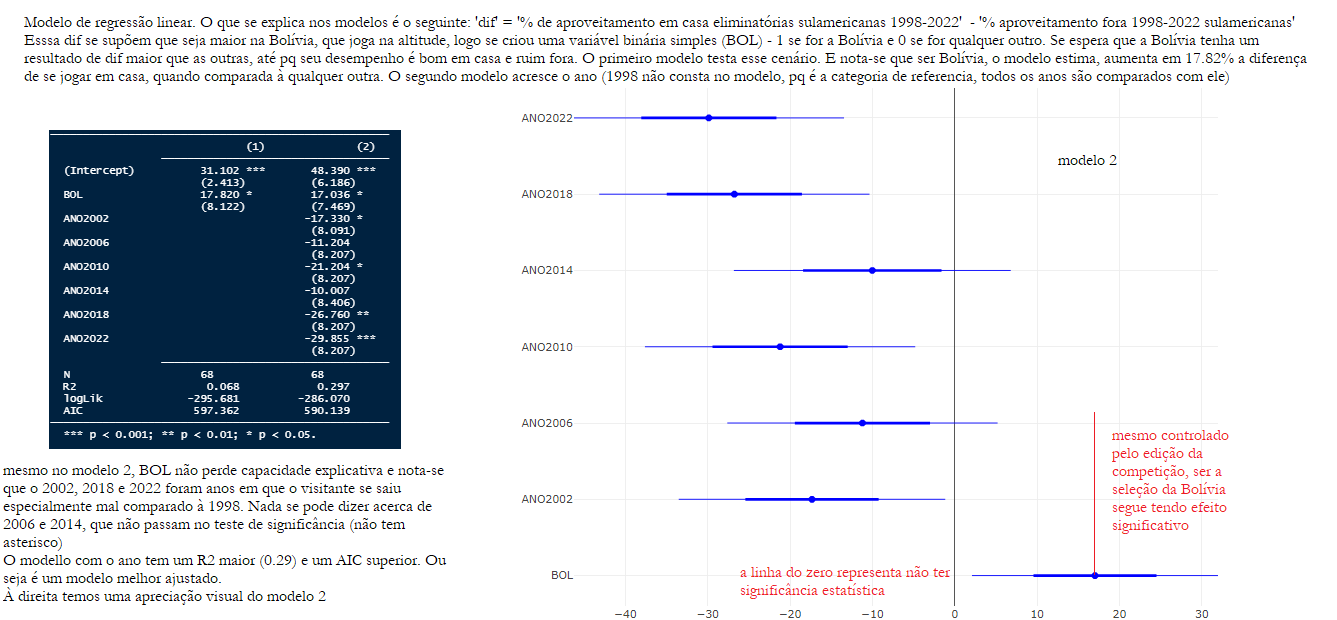 Modelo de regressão linear. O que se explica nos modelos é o seguinte: 'dif' = '% de aproveitamento em casa eliminatórias sulamericanas 1998-2022' - '% aproveitamento fora 1998-2022 sulamericanas'
Esssa dif se supõem que seja maior na Bolívia, que joga na altitude, logo se criou uma variável binária simples (BOL) - 1 se for a Bolívia e 0 se for qualquer outro. Se espera que a Bolívia tenha um
resultado de dif maior que as outras, até pq seu desempenho é bom em casa e ruim fora. O primeiro modelo testa esse cenário. E nota-se que ser Bolívia, o modelo estima, aumenta em 17.82% a diferença
de se jogar em casa, quando comparada à qualquer outra. O segundo modelo acresce o ano (1998 não consta no modelo, pq é a categoria de referencia, todos os anos são comparados com ele)
(1) (2)
(Intercept) 31.102 *** 48.390 ***
(2.413) (6.186)
BOL 17.820 * 17.036 *
(8.122) (7.469)
ANO2002 -17.330 *
(8.091)
ANO2006 -11.204
(8.207)
ANO2010 -21.204 *
(8.207)
ANO2014 -10.007
(8.406)
ANO2018 -26.760 **
(8.207)
ANO2022 -29.855 ***
(8.207)
N 68 68
R2 0.068 0.297
logLik -295.681 -286.070
AIC 597.362 590.139
*** p < 0.001; ** p < 0.01; * p < 0.05.
mesmo no modelo 2, BOL não perde capacidade explicativa e nota-se
que o 2002, 2018 e 2022 foram anos em que o visitante se saiu
especialmente mal comparado à 1998. Nada se pode dizer acerca de
2006 e 2014, que não passam no teste de significância (não tem
asterisco)
O modello com o ano tem um R2 maior (0.29) e um AIC superior. Ou
seja é um modelo melhor ajustado.
À direita temos uma apreciação visual do modelo 2
modelo 2
ANO2022
ANO2018
ANO2014
ANO2010
ANO2006
ANO2002
BOL
mesmo controlado
pelo edição da
competição, ser a
seleção da Bolívia
segue tendo efeito
significativo
a linha do zero representa não ter
significância estatística
−40 −30 −20 −10 0 10 20 30